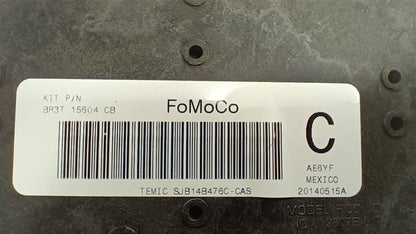 KIT P/N
BR3T 15604 CB
FoMoCo
C
AE6YF
MEXICO
20140515A
TEMIC SJB14B476C-CAS